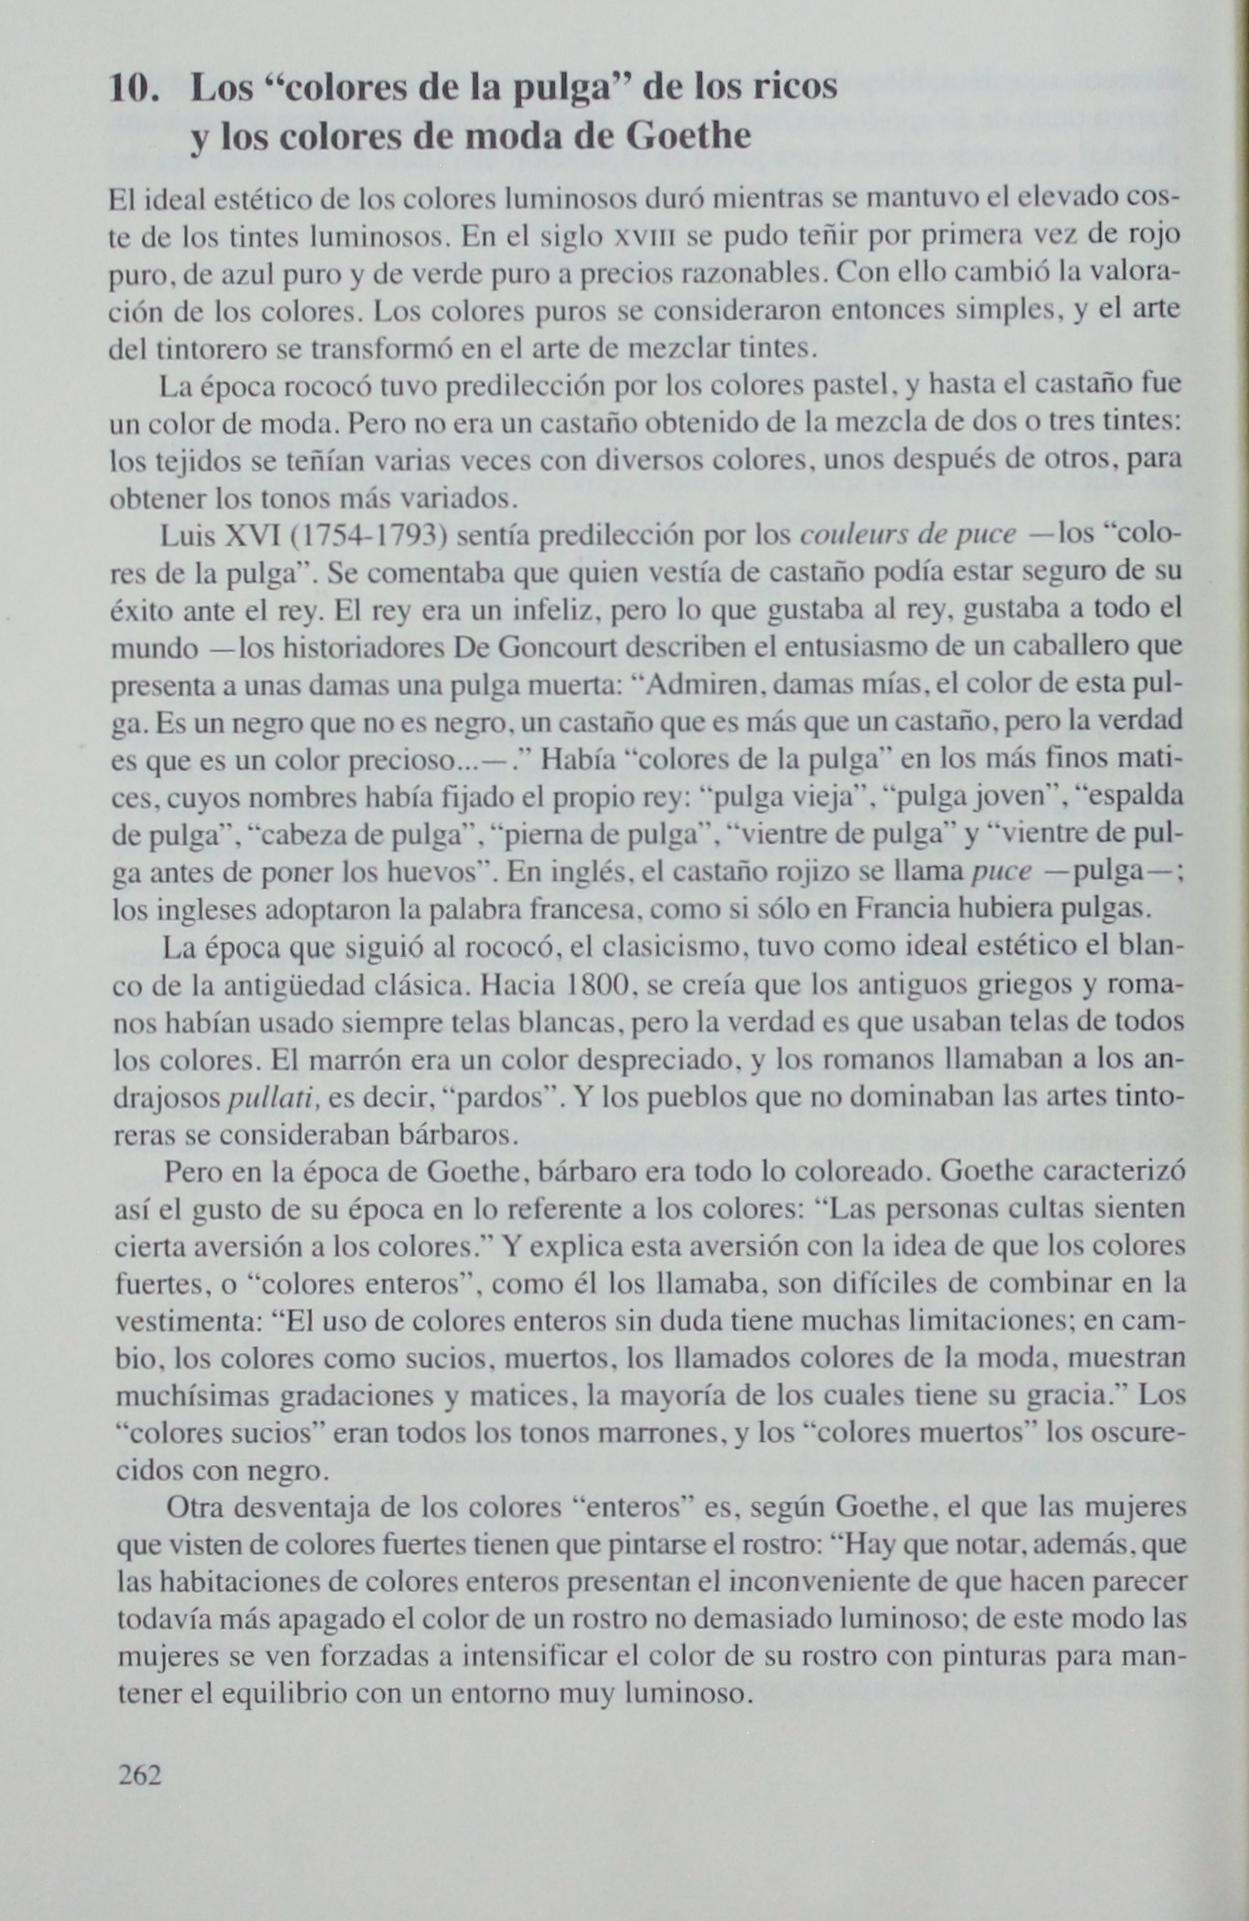 10. Los “colores de la pulga” de los ricos
y los colores de moda de Goethe
El ideal estético de los colores luminosos duró mientras se mantuvo el elevado cos-
te de los tintes luminosos. En el siglo XVIII se pudo teñir por primera vez de rojo
puro, de azul puro y de verde puro a precios razonables. Con ello cambió la valora-
ción de los colores. Los colores puros se consideraron entonces simples, y el arte
del tintorero se transformó en el arte de mezclar tintes.
La época rococó tuvo predilección por los colores pastel, y hasta el castaño fue
un color de moda. Pero no era un castaño obtenido de la mezcla de dos o tres tintes:
los tejidos se teñían varias veces con diversos colores, unos después de otros, para
obtener los tonos más variados.
Luis XVI (1754-1793) sentía predilección por los couleurs de puce —los “colo-
res de la pulga”. Se comentaba que quien vestía de castaño podía estar seguro de su
éxito ante el rey. El rey era un infeliz, pero lo que gustaba al rey, gustaba a todo el
mundo —los historiadores De Goncourt describen el entusiasmo de un caballero que
presenta a unas damas una pulga muerta: “Admiren, damas mías, el color de esta pul-
ga. Es un negro que no es negro, un castaño que es más que un castaño, pero la verdad
es que es un color precioso...—.” Había “colores de la pulga” en los más finos mati-
ces, cuyos nombres había fijado el propio rey: “pulga vieja”, “pulga joven”, “espalda
de pulga”, “cabeza de pulga”, “pierna de pulga”, “vientre de pulga” y “vientre de pul-
ga antes de poner los huevos”. En inglés, el castaño rojizo se llama puce —pulga—;
los ingleses adoptaron la palabra francesa, como si sólo en Francia hubiera pulgas.
La época que siguió al rococó, el clasicismo, tuvo como ideal estético el blan-
co de la antigüedad clásica. Hacia 1800, se creía que los antiguos griegos y roma-
nos habían usado siempre telas blancas, pero la verdad es que usaban telas de todos
los colores. El marrón era un color despreciado, y los romanos llamaban a los an-
drajosos pullati, es decir, “pardos”. Y los pueblos que no dominaban las artes tinto-
reras se consideraban bárbaros.
Pero en la época de Goethe, bárbaro era todo lo coloreado. Goethe caracterizó
así el gusto de su época en lo referente a los colores: “Las personas cultas sienten
cierta aversión a los colores.” Y explica esta aversión con la idea de que los colores
fuertes, o “colores enteros”, como él los llamaba, son difíciles de combinar en la
vestimenta: “El uso de colores enteros sin duda tiene muchas limitaciones; en cam-
bio, los colores como sucios, muertos, los llamados colores de la moda, muestran
muchísimas gradaciones y matices, la mayoría de los cuales tiene su gracia.” Los
“colores sucios” eran todos los tonos marrones, y los “colores muertos” los oscure-
cidos con negro.
Otra desventaja de los colores “enteros” es, según Goethe, el que las mujeres
que visten de colores fuertes tienen que pintarse el rostro: “Hay que notar, además, que
las habitaciones de colores enteros presentan el inconveniente de que hacen parecer
todavía más apagado el color de un rostro no demasiado luminoso; de este modo las
mujeres se ven forzadas a intensificar el color de su rostro con pinturas para man-
tener el equilibrio con un entorno muy luminoso.
262